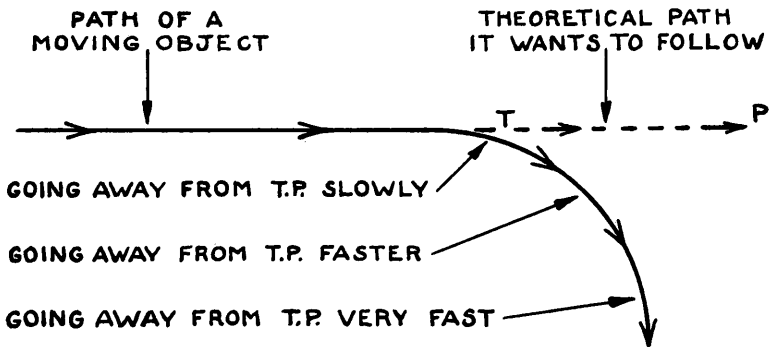 PATH OF A
MOVING OBJECT
THEORETICAL PATH
IT WANTS TO FOLLOW
T
P
GOING AWAY FROM T.P. SLOWLY
GOING AWAY FROM T.P. FASTER
GOING AWAY FROM T.P. VERY FAST